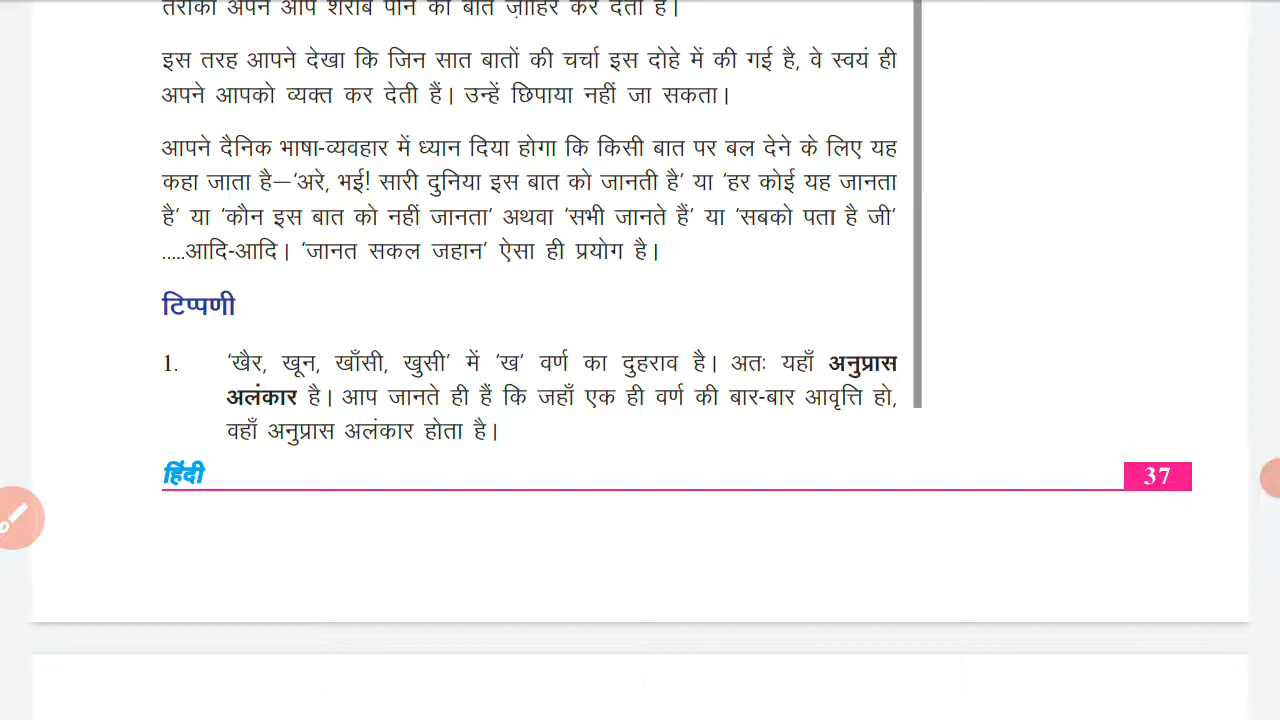 तरीका अपने आप शराब पीने की बात ज़ाहिर कर देता है।
इस तरह आपने देखा कि जिन सात बातों की चर्चा इस दोहे में की गई है, वे स्वयं ही
अपने आपको व्यक्त कर देती हैं। उन्हें छिपाया नहीं जा सकता।
आपने दैनिक भाषा-व्यवहार में ध्यान दिया होगा कि किसी बात पर बल देने के लिए यह
कहा जाता है—‘अरे, भई! सारी दुनिया इस बात को जानती है’ या ‘हर कोई यह जानता
है’ या ‘कौन इस बात को नहीं जानता’ अथवा ‘सभी जानते हैं’ या ‘सबको पता है जी’
.....आदि-आदि। ‘जानत सकल जहान’ ऐसा ही प्रयोग है।
टिप्पणी
1. ‘खैर, खून, खाँसी, खुसी’ में ‘ख’ वर्ण का दुहराव है। अतः यहाँ अनुप्रास
अलंकार है। आप जानते ही हैं कि जहाँ एक ही वर्ण की बार-बार आवृत्ति हो,
वहाँ अनुप्रास अलंकार होता है।
हिंदी
37